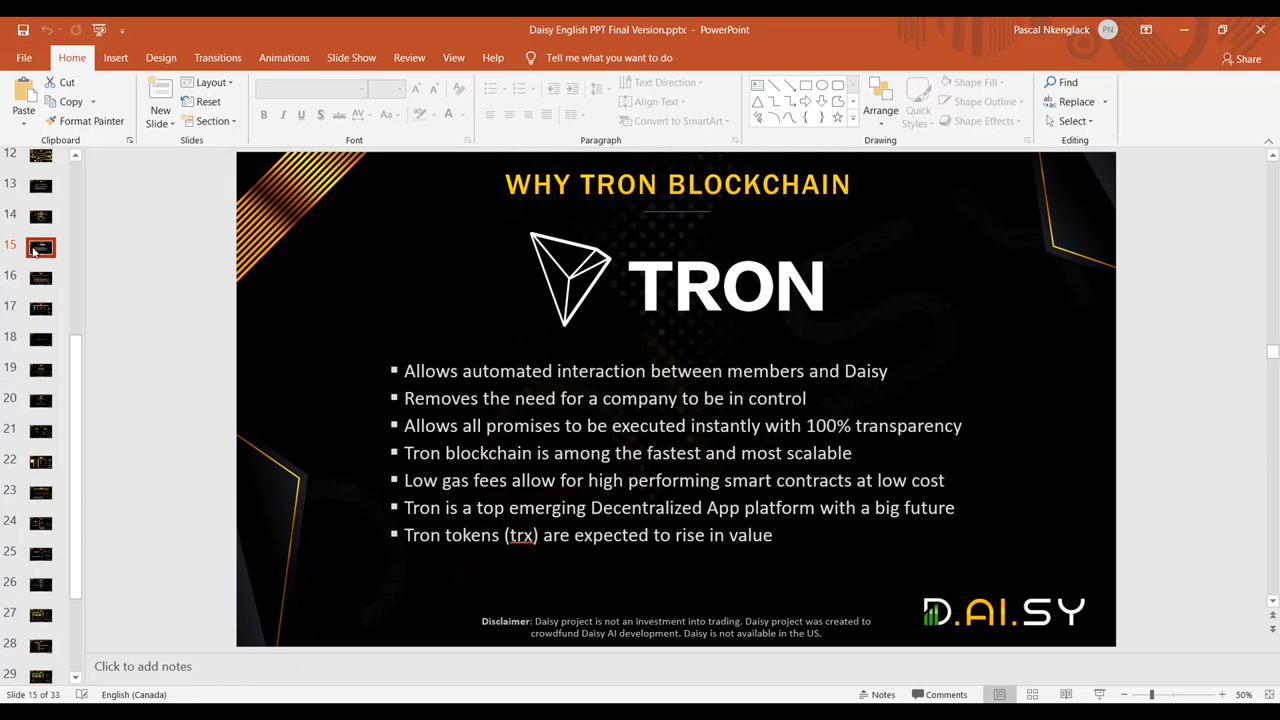 Daisy English PPT Final Version.pptx - PowerPoint
Pascal Nkenglack PN
File Home Insert Design Transitions Animations Slide Show Review View Help Tell me what you want to do Share
Paste
Cut
Copy
Format Painter
Clipboard
New
Slide
Layout
Reset
Section
Slides
B I U S abc AV Aa A
Font
Text Direction
Align Text
Convert to SmartArt
Paragraph
Arrange
Quick
Styles
Shape Fill
Shape Outline
Shape Effects
Drawing
Find
Replace
Select
Editing
12
13
14
15
16
17
18
19
20
21
22
23
24
25
26
27
28
29
WHY TRON BLOCKCHAIN
TRON
▪ Allows automated interaction between members and Daisy
▪ Removes the need for a company to be in control
▪ Allows all promises to be executed instantly with 100% transparency
▪ Tron blockchain is among the fastest and most scalable
▪ Low gas fees allow for high performing smart contracts at low cost
▪ Tron is a top emerging Decentralized App platform with a big future
▪ Tron tokens (trx) are expected to rise in value
Disclaimer: Daisy project is not an investment into trading. Daisy project was created to
crowdfund Daisy AI development. Daisy is not available in the US.
D.AI.SY
Click to add notes
Slide 15 of 33 English (Canada) Notes Comments 50%